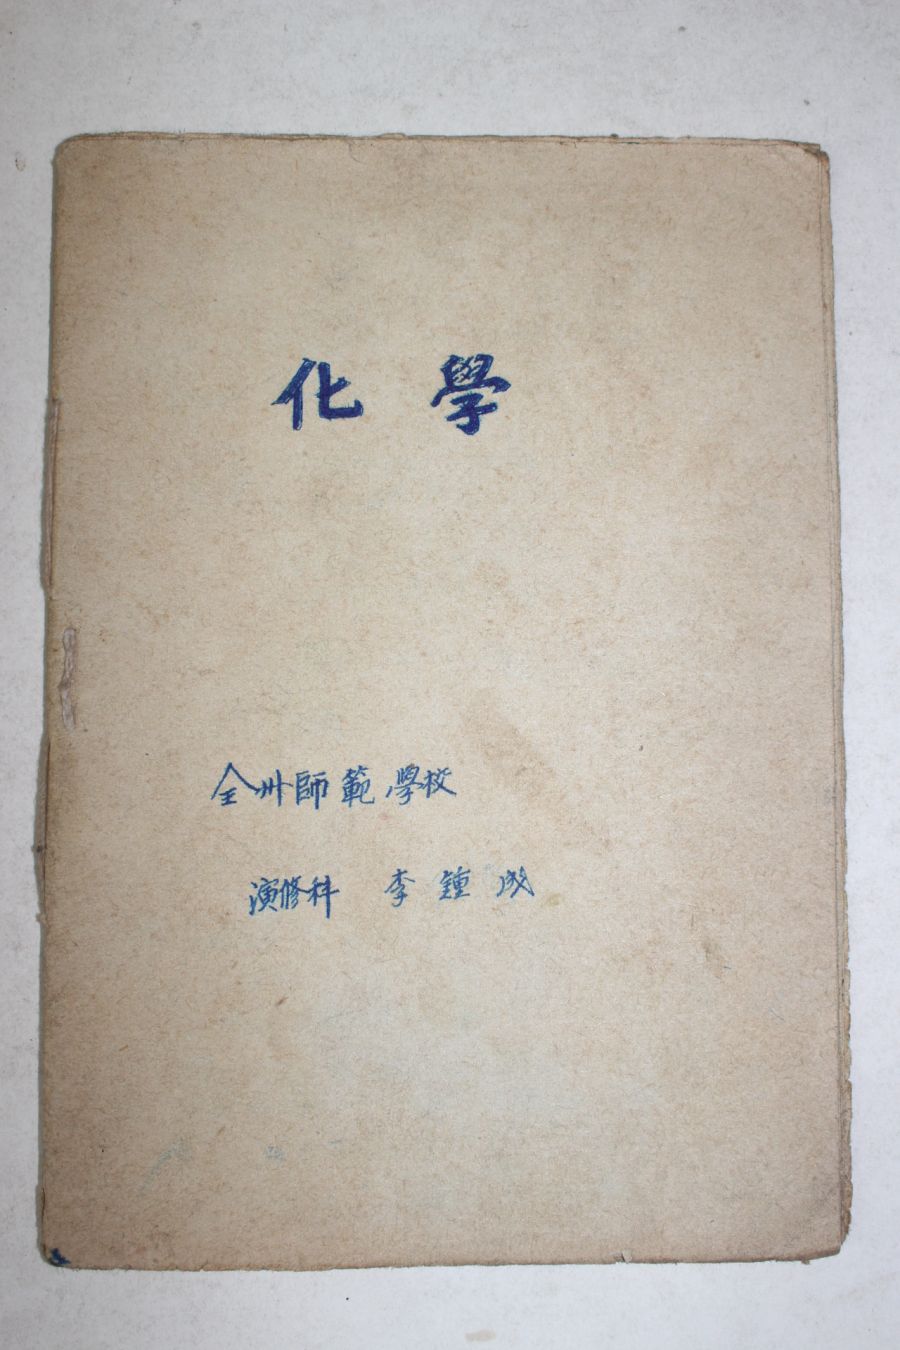 化學
全州師範學校
演修科 李鍾成